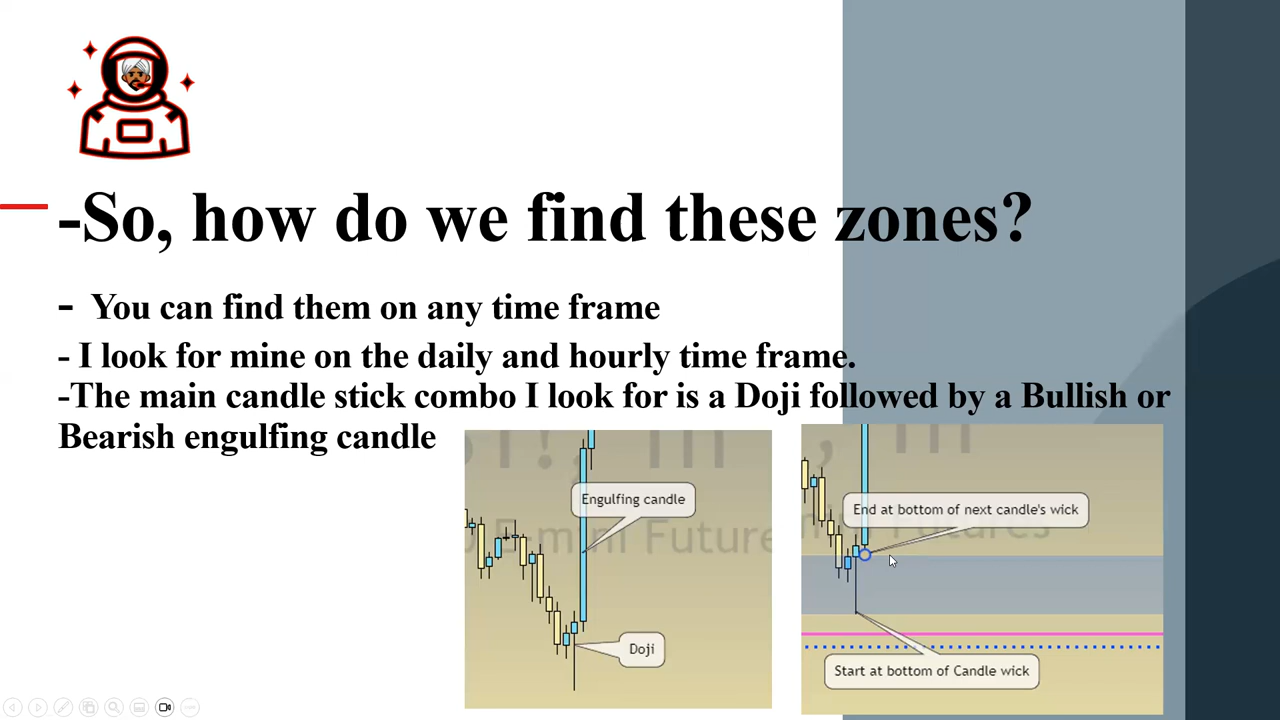 -So, how do we find these zones?
- You can find them on any time frame
- I look for mine on the daily and hourly time frame.
-The main candle stick combo I look for is a Doji followed by a Bullish or
Bearish engulfing candle
Engulfing candle
E-mini Future
Doji
End at bottom of next candle's wick
Futures
Start at bottom of Candle wick